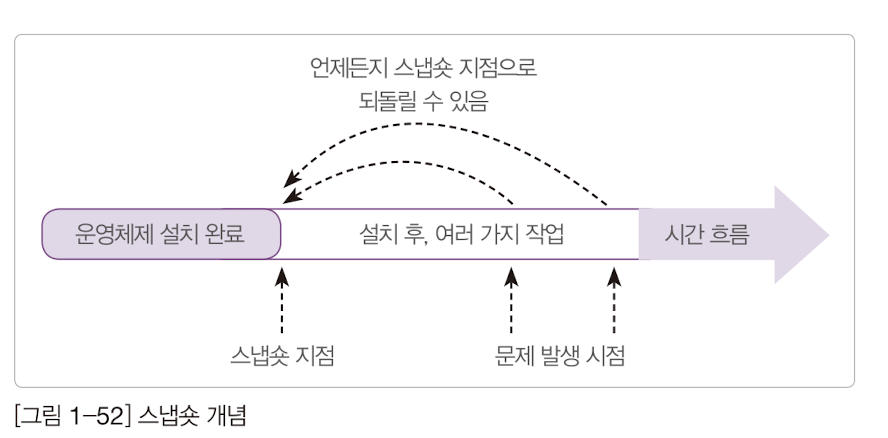 언제든지 스냅숏 지점으로
되돌릴 수 있음
운영체제 설치 완료
설치 후, 여러 가지 작업
시간 흐름
스냅숏 지점
문제 발생 시점
[그림 1–52] 스냅숏 개념